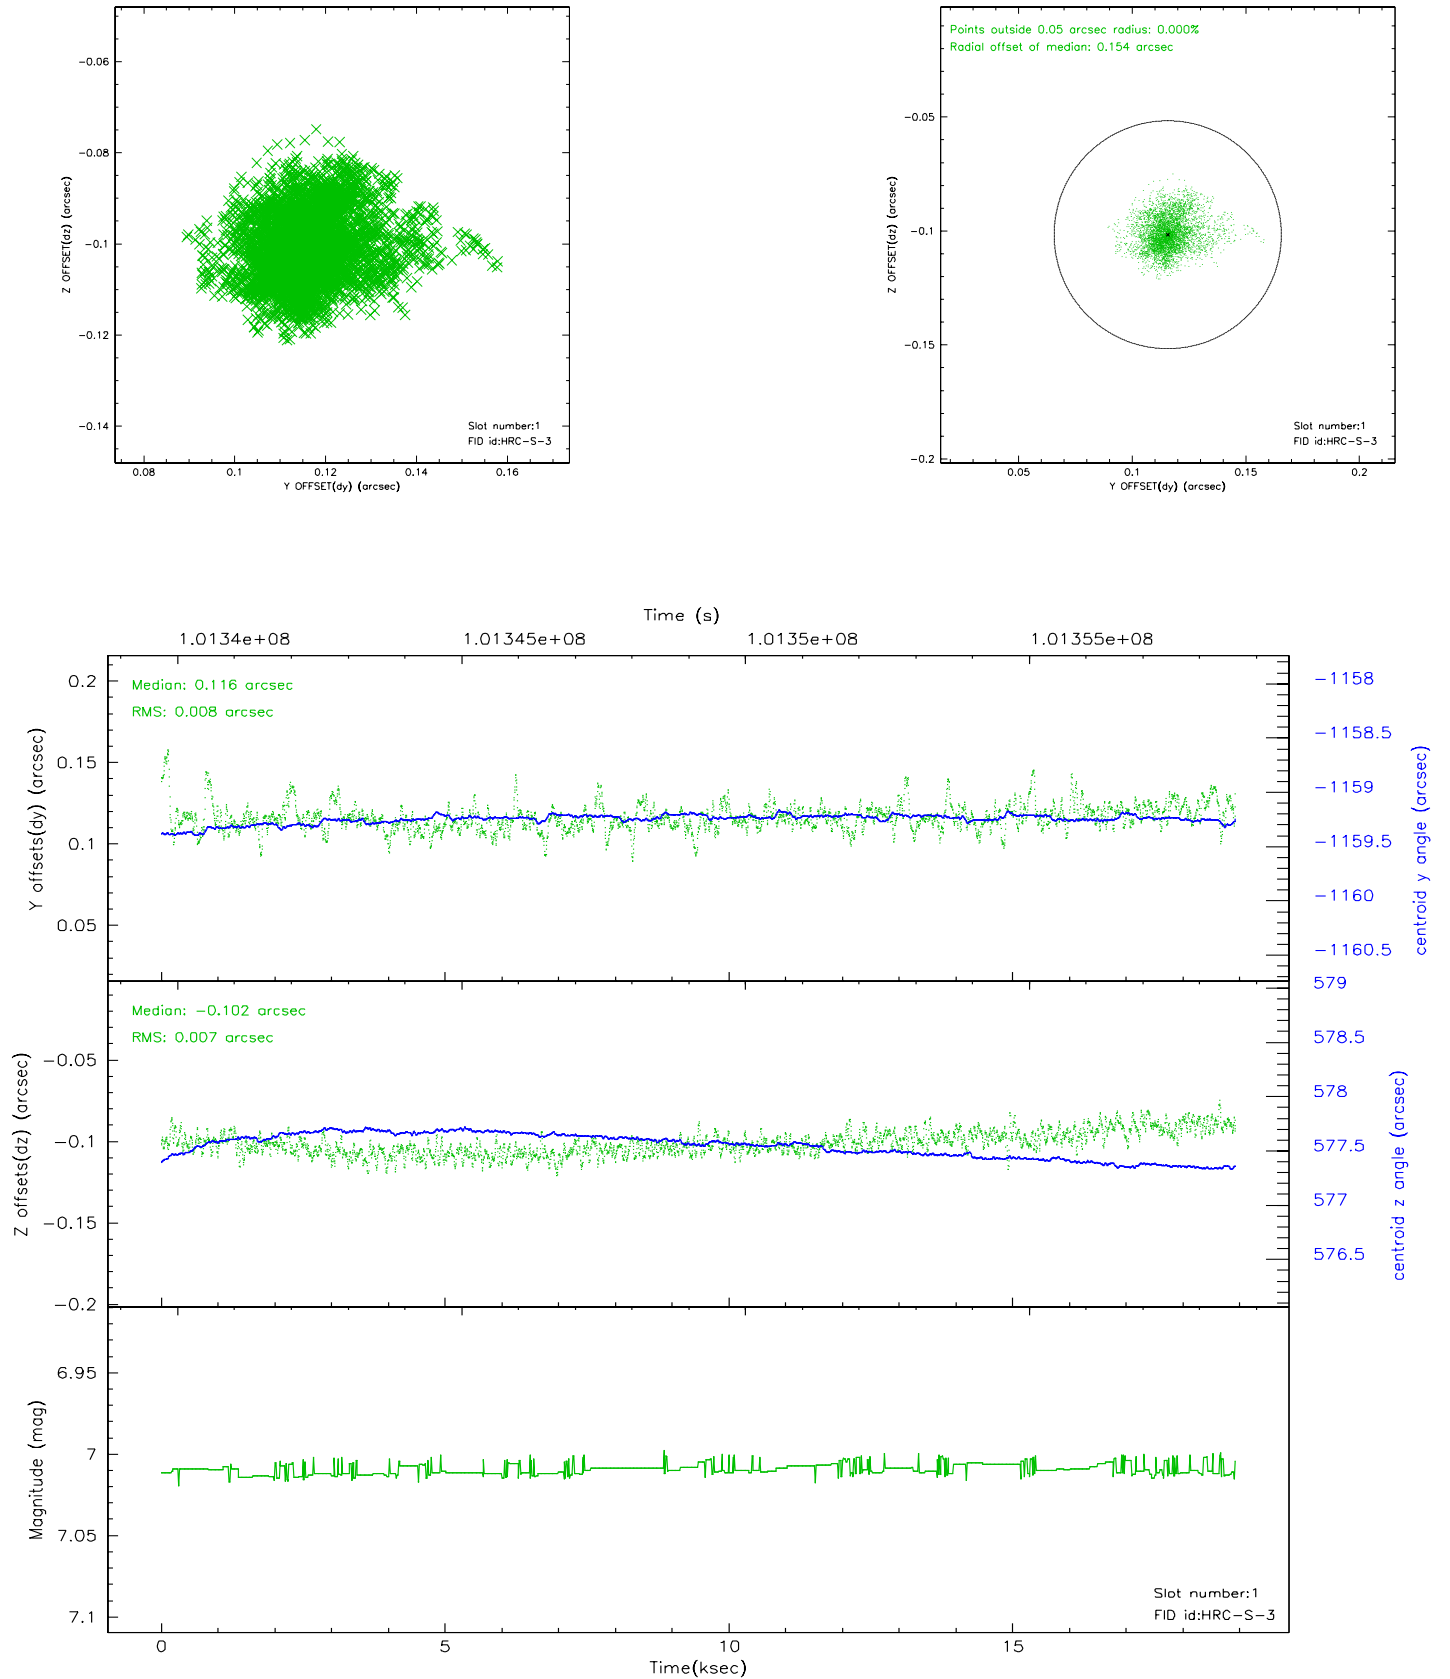 Points outside 0.05 arcsec radius: 0.000%
Radial offset of median: 0.154 arcsec
-0.06
-0.08
-0.1
-0.12
-0.14
Z OFFSET(dz) (arcsec)
Slot number:1
FID id:HRC-S-3
0.08 0.1 0.12 0.14 0.16
Y OFFSET(dy) (arcsec)
-0.05
-0.1
-0.15
-0.2
Z OFFSET(dz) (arcsec)
Slot number:1
FID id:HRC-S-3
0.05 0.1 0.15 0.2
Y OFFSET(dy) (arcsec)
Time (s)
1.0134e+08 1.01345e+08 1.0135e+08 1.01355e+08
Median: 0.116 arcsec
RMS: 0.008 arcsec
0.2
0.15
0.1
0.05
Y offsets(dy) (arcsec)
-1158
-1158.5
-1159
-1159.5
-1160
-1160.5
centroid y angle (arcsec)
Median: -0.102 arcsec
RMS: 0.007 arcsec
-0.05
-0.1
-0.15
-0.2
Z offsets(dz) (arcsec)
579
578.5
578
577.5
577
576.5
centroid z angle (arcsec)
6.95
7
7.05
7.1
Magnitude (mag)
Slot number:1
FID id:HRC-S-3
0 5 10 15
Time(ksec)